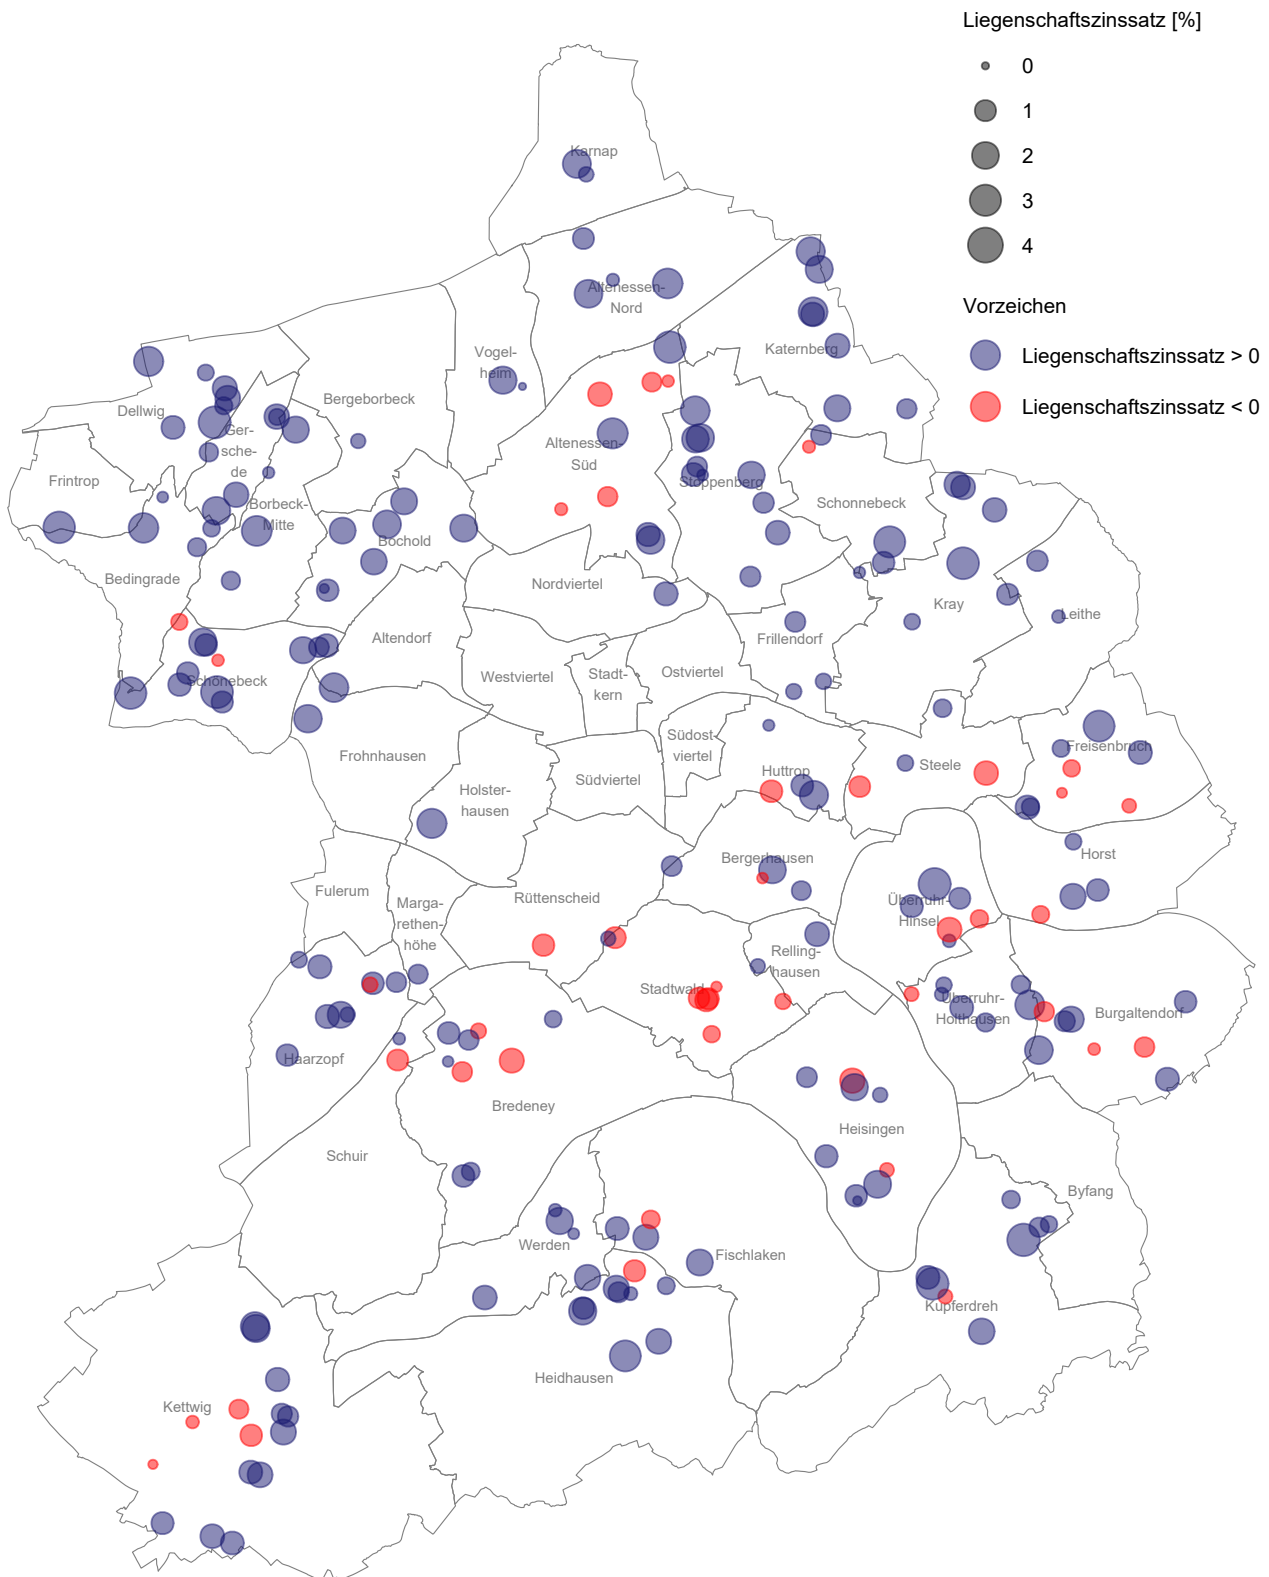 Liegenschaftszinssatz [%]
0
1
2
3
4
Vorzeichen
Liegenschaftszinssatz > 0
Liegenschaftszinssatz < 0
Karnap
Altenessen-
Nord
Vogel-
heim
Katernberg
Bergeborbeck
Dellwig
Ger-
sche-
de
Altenessen-
Süd
Stoppenberg
Frintrop
Borbeck-
Mitte
Schonnebeck
Bochold
Bedingrade
Nordviertel
Kray
Leithe
Altendorf
Frillendorf
Schönebeck
Westviertel
Stadt-
kern
Ostviertel
Frohnhausen
Südost-
viertel
Freisenbruch
Huttrop
Steele
Südviertel
Holster-
hausen
Bergerhausen
Horst
Fulerum
Rüttenscheid
Marga-
rethen-
höhe
Überruhr-
Hinsel
Relling-
hausen
Stadtwald
Überruhr-
Holthausen
Burgaltendorf
Haarzopf
Bredeney
Heisingen
Schuir
Byfang
Werden
Fischlaken
Kupferdreh
Heidhausen
Kettwig